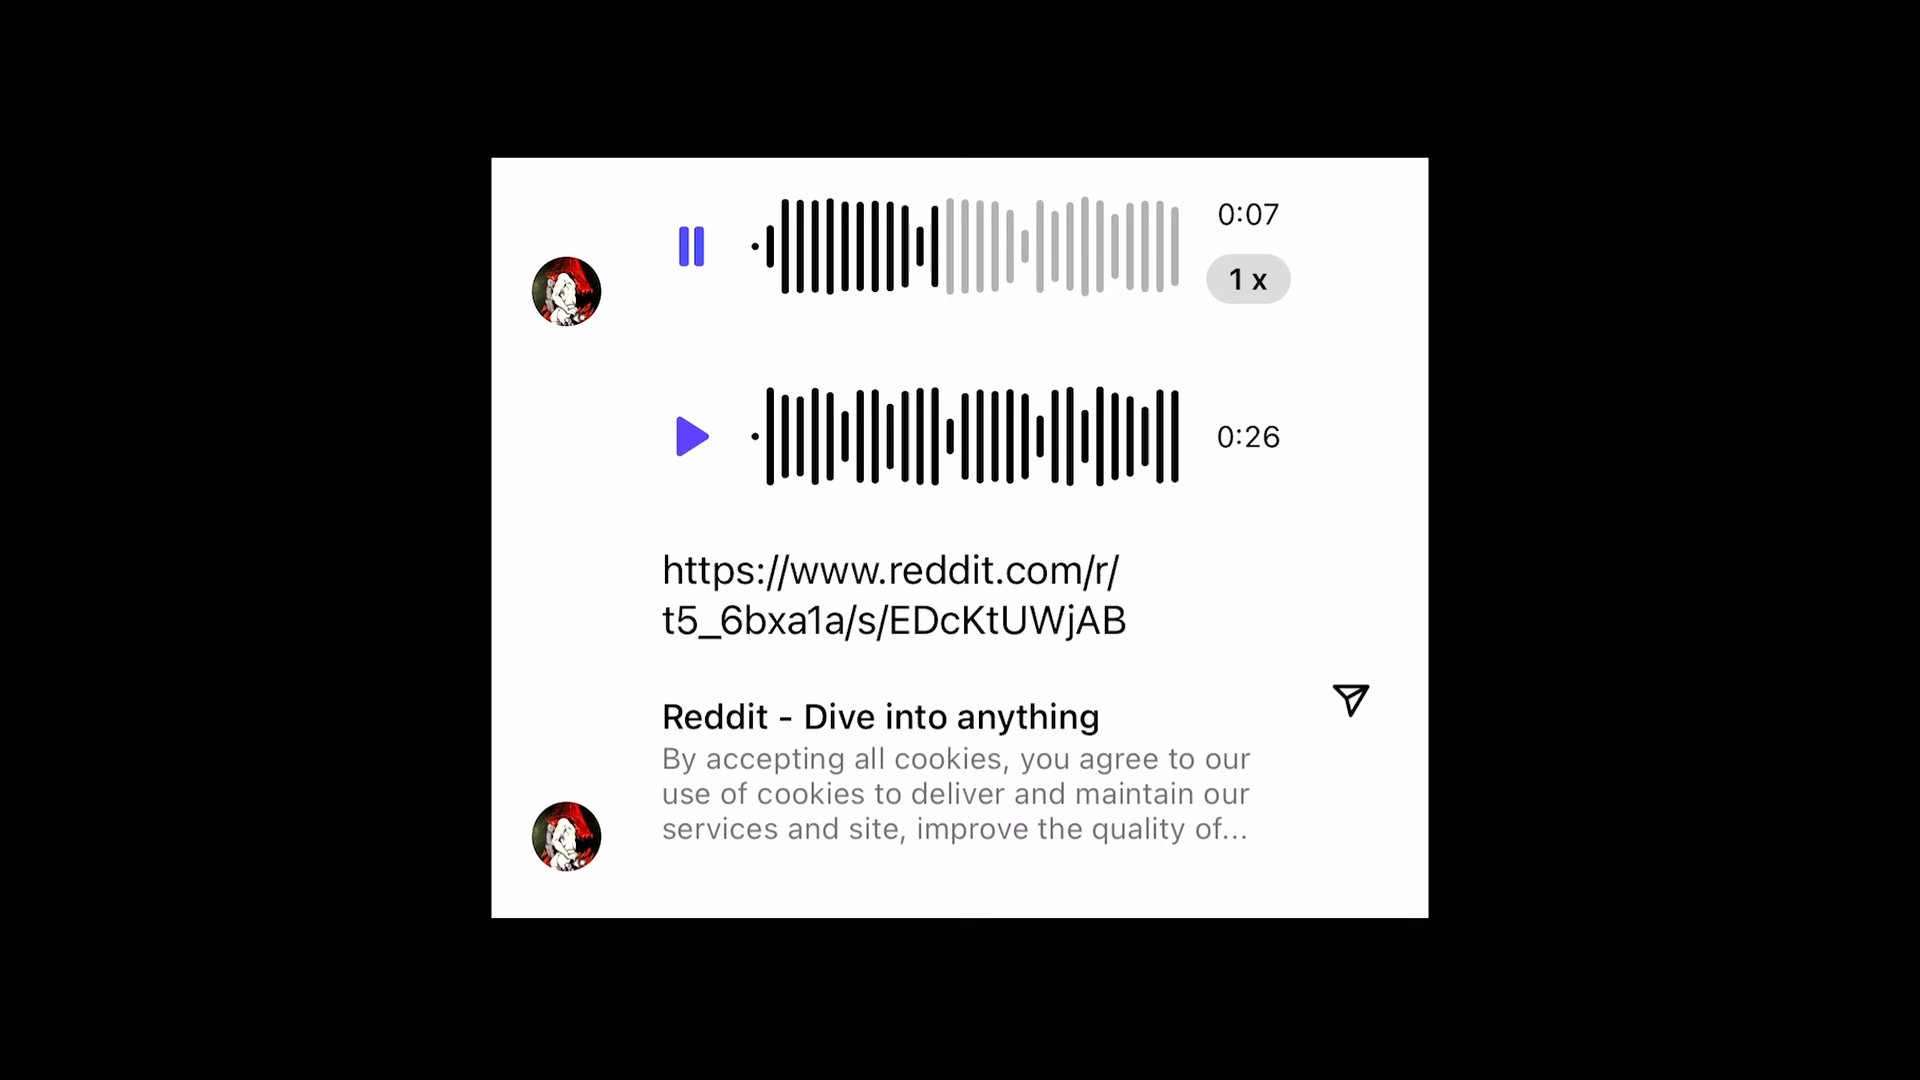 0:07
1 x
0:26
https://www.reddit.com/r/
t5_6bxa1a/s/EDcKtUWjAB
Reddit - Dive into anything
By accepting all cookies, you agree to our
use of cookies to deliver and maintain our
services and site, improve the quality of...